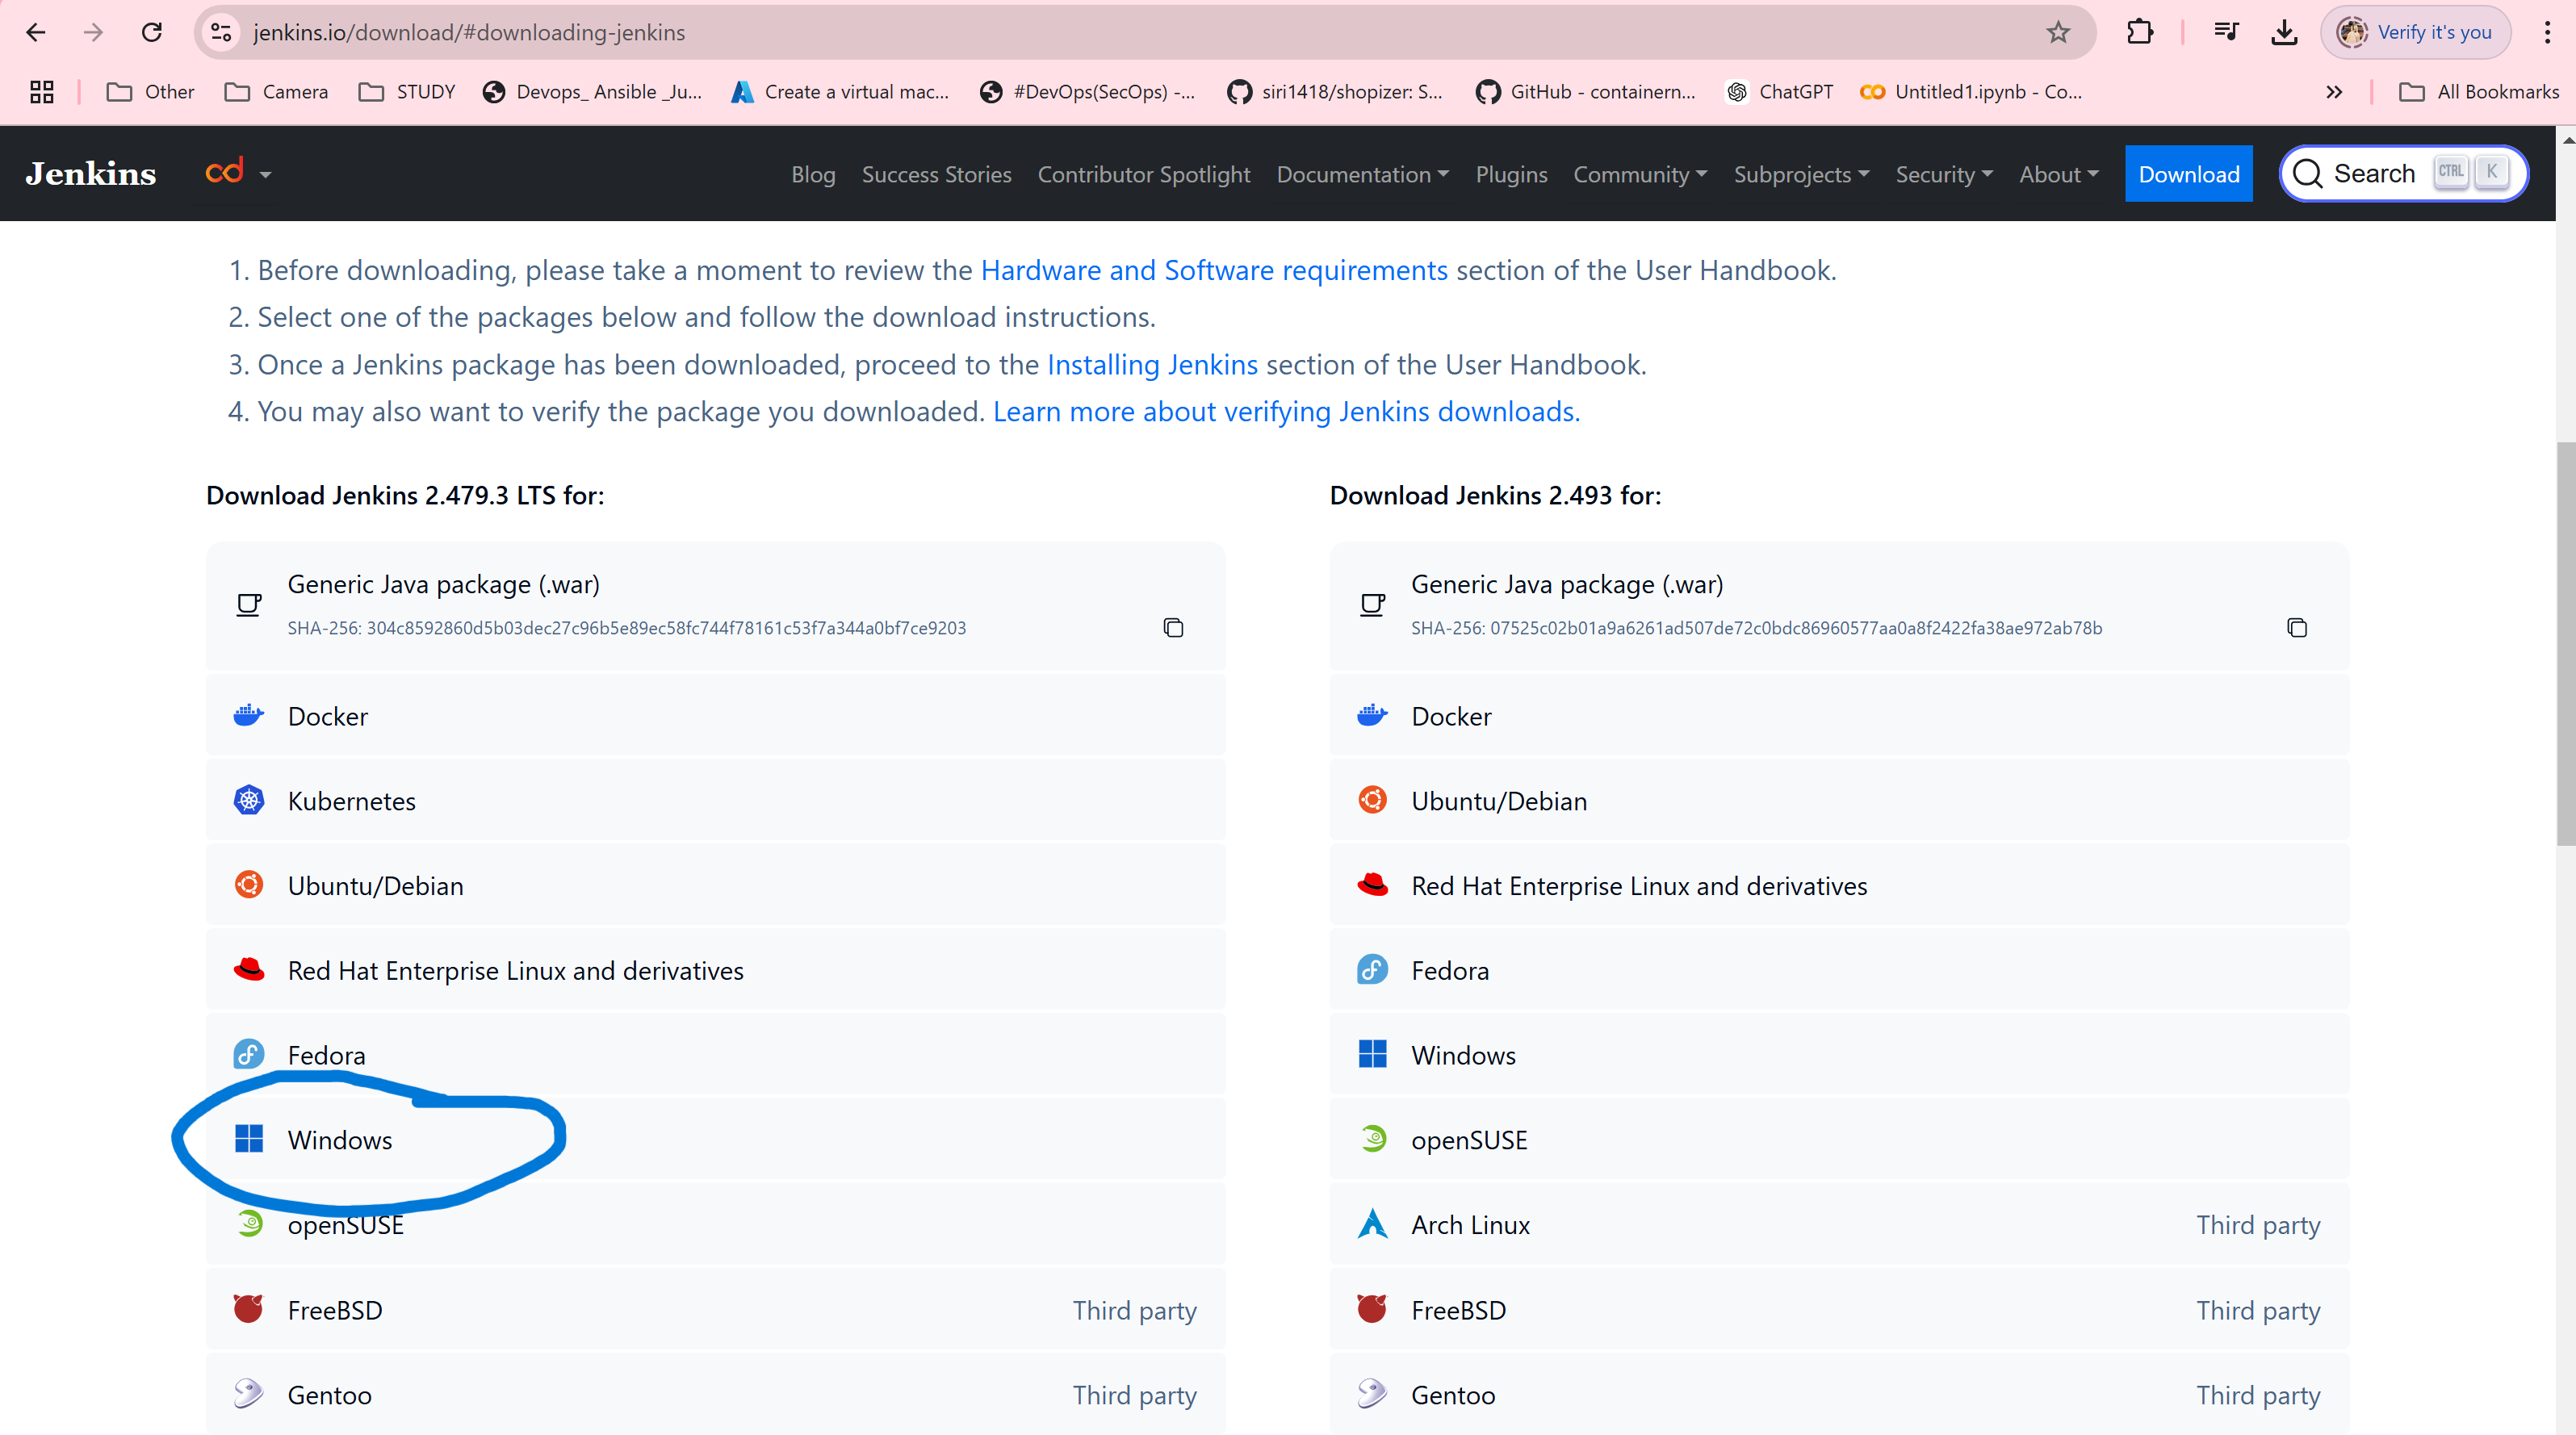 jenkins.io/download/#downloading-jenkins
Verify it's you
Other
Camera
STUDY
Devops_ Ansible _Ju...
Create a virtual mac...
#DevOps(SecOps) -...
siri1418/shopizer: S...
GitHub - containern...
ChatGPT
Untitled1.ipynb - Co...
All Bookmarks
Jenkins
Blog
Success Stories
Contributor Spotlight
Documentation
Plugins
Community
Subprojects
Security
About
Download
Search
CTRL
K
1. Before downloading, please take a moment to review the Hardware and Software requirements section of the User Handbook.
2. Select one of the packages below and follow the download instructions.
3. Once a Jenkins package has been downloaded, proceed to the Installing Jenkins section of the User Handbook.
4. You may also want to verify the package you downloaded. Learn more about verifying Jenkins downloads.
Download Jenkins 2.479.3 LTS for:
Generic Java package (.war)
SHA-256: 304c8592860d5b03dec27c96b5e89ec58fc744f78161c53f7a344a0bf7ce9203
Docker
Kubernetes
Ubuntu/Debian
Red Hat Enterprise Linux and derivatives
Fedora
Windows
openSUSE
FreeBSD
Third party
Gentoo
Third party
Download Jenkins 2.493 for:
Generic Java package (.war)
SHA-256: 07525c02b01a9a6261ad507de72c0bdc86960577aa0a8f2422fa38ae972ab78b
Docker
Ubuntu/Debian
Red Hat Enterprise Linux and derivatives
Fedora
Windows
openSUSE
Arch Linux
Third party
FreeBSD
Third party
Gentoo
Third party